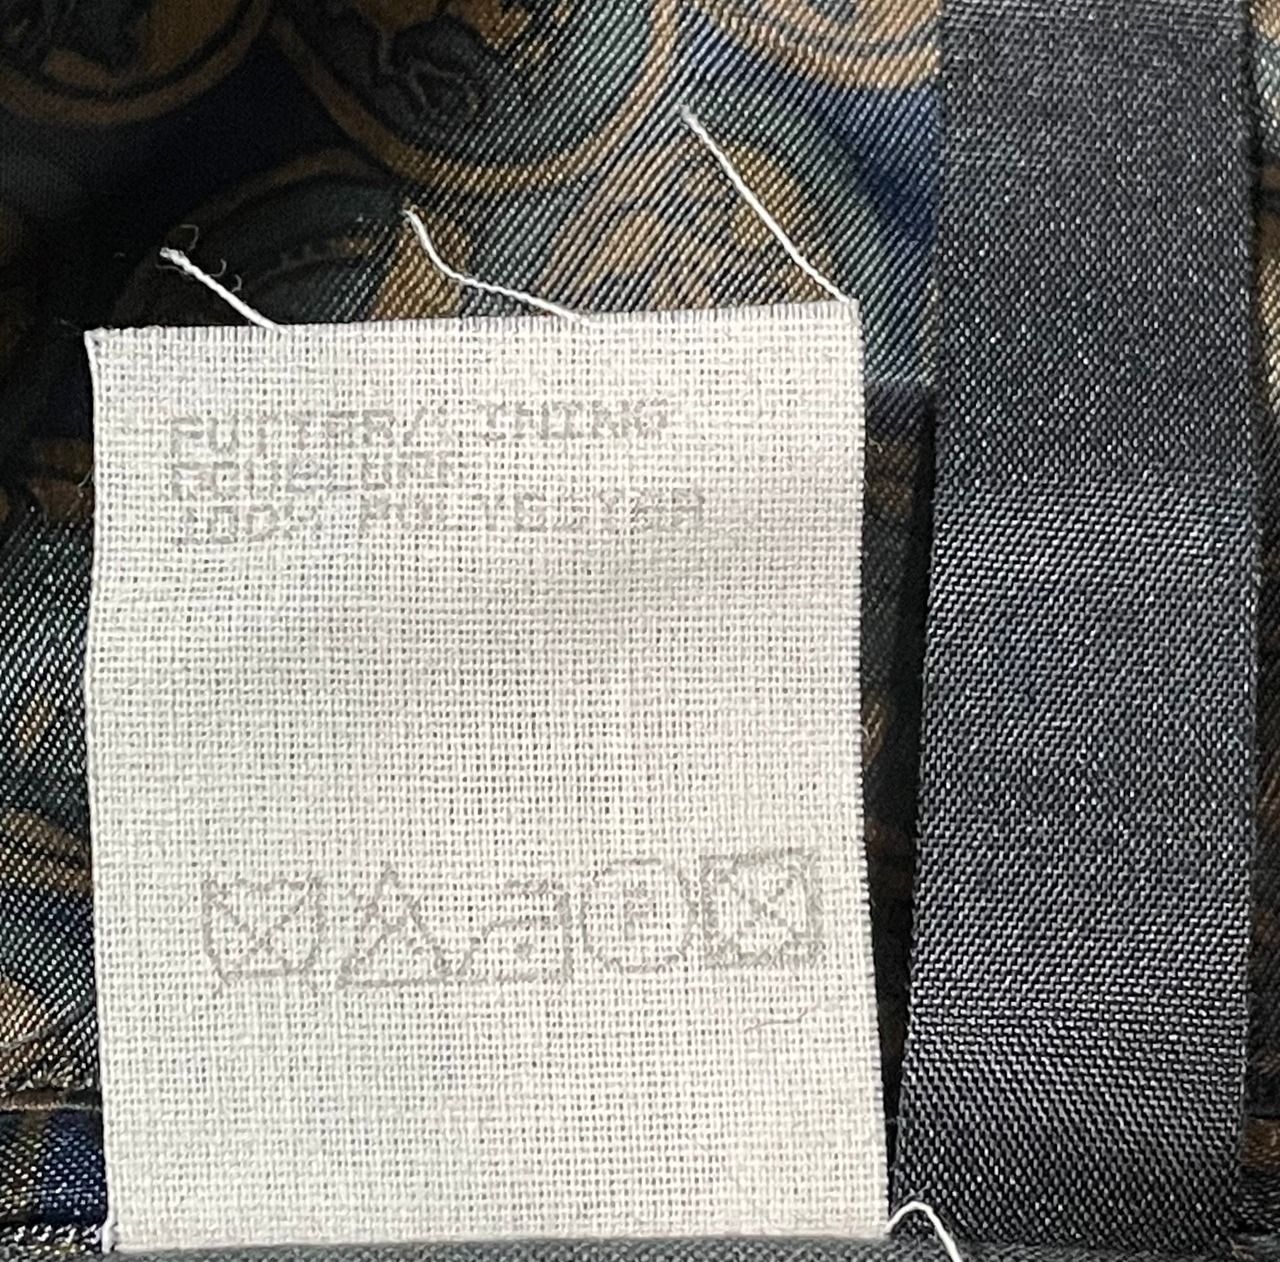 FUTTER/LINING
DOUBLURE
100% POLYESTER
P